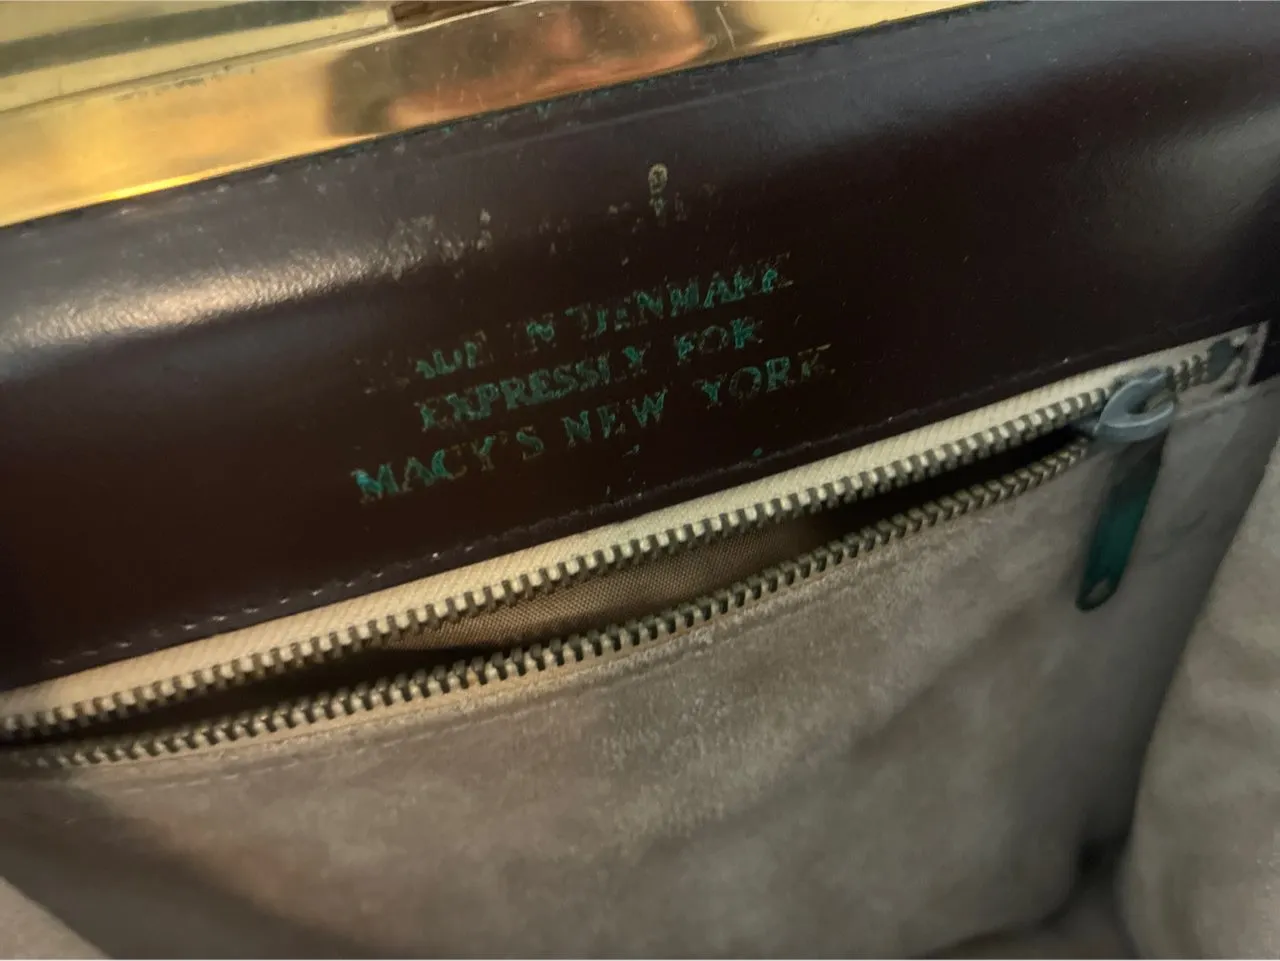 MADE IN DENMARK
EXPRESSLY FOR
MACY'S NEW YORK